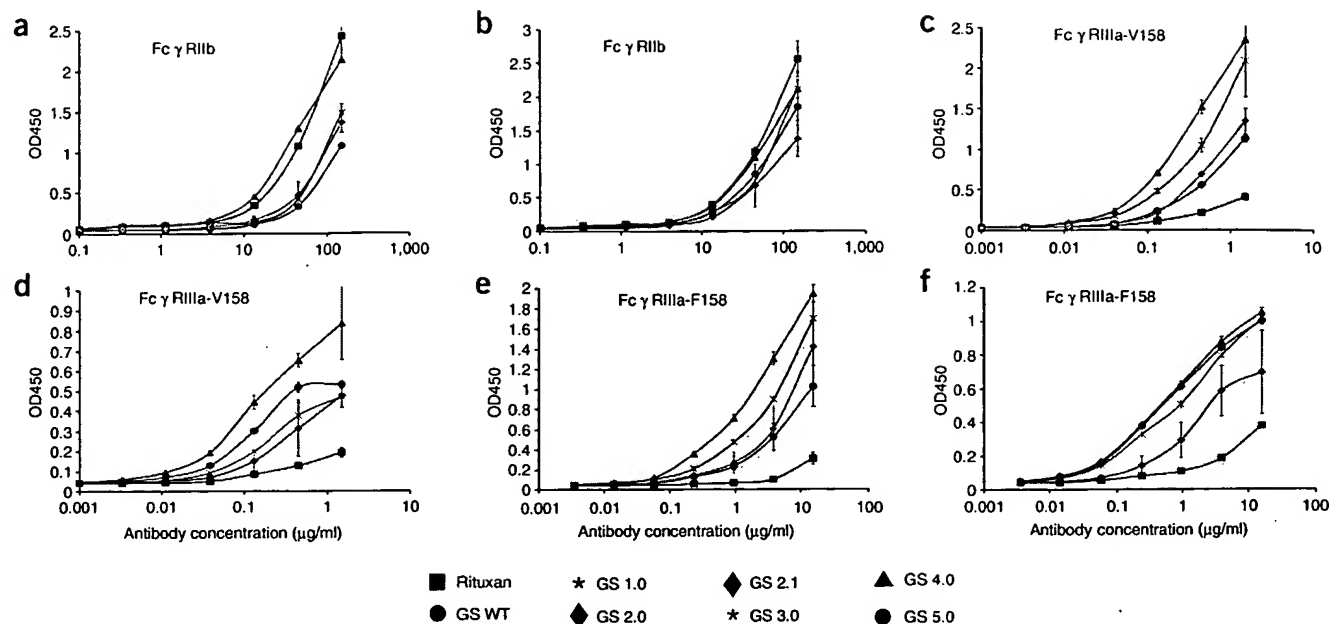 a
Fc γ RIIb
OD450
2.5
2
1.5
1
0.5
0
0.1
1
10
100
1,000
b
Fc γ RIIb
OD450
3
2.5
2
1.5
1
0.5
0
0.1
1
10
100
1,000
c
Fc γ RIIIa-V158
OD450
2.5
2
1.5
1
0.5
0
0.001
0.01
0.1
1
10
d
Fc γ RIIIa-V158
OD450
1
0.9
0.8
0.7
0.6
0.5
0.4
0.3
0.2
0.1
0
0.001
0.01
0.1
1
10
Antibody concentration (μg/ml)
e
Fc γ RIIIa-F158
OD450
2
1.8
1.6
1.4
1.2
1
0.8
0.6
0.4
0.2
0
0.001
0.01
0.1
1
10
100
Antibody concentration (μg/ml)
f
Fc γ RIIIa-F158
OD450
1.2
1
0.8
0.6
0.4
0.2
0
0.001
0.01
0.1
1
10
100
Antibody concentration (μg/ml)
Rituxan
GS 1.0
GS 2.1
GS 4.0
GS WT
GS 2.0
GS 3.0
GS 5.0